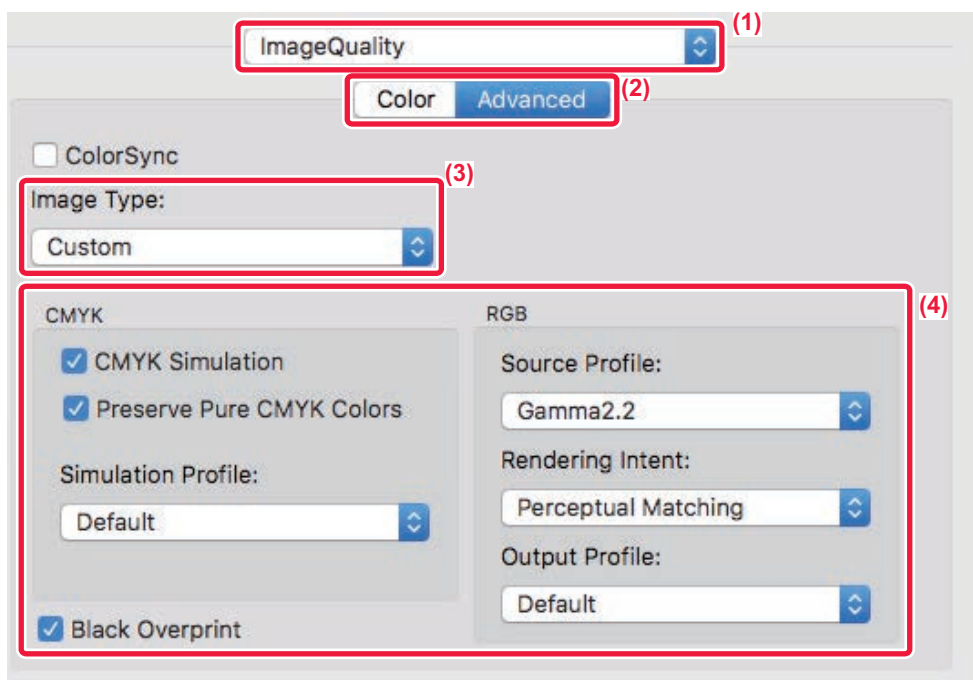 (1)
ImageQuality
(2)
Color Advanced
ColorSync
(3)
Image Type:
Custom
(4)
CMYK
CMYK Simulation
Preserve Pure CMYK Colors
Simulation Profile:
Default
Black Overprint
RGB
Source Profile:
Gamma2.2
Rendering Intent:
Perceptual Matching
Output Profile:
Default